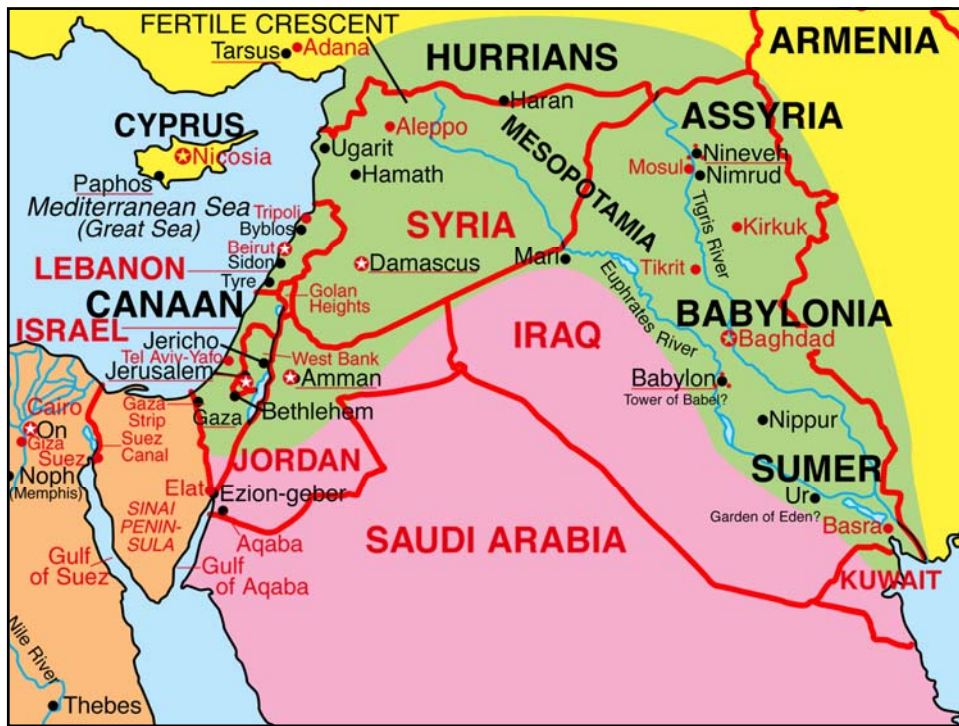 FERTILE CRESCENT
Tarsus
Adana
HURRIANS
ARMENIA
Haran
CYPRUS
Nicosia
Paphos
Aleppo
Ugarit
Hamath
MESOPOTAMIA
ASSYRIA
Nineveh
Mosul
Nimrud
Mediterranean Sea
(Great Sea)
Tripoli
Byblos
SYRIA
Tigris River
Kirkuk
Beirut
LEBANON
Sidon
Damascus
Mari
Tikrit
Tyre
CANAAN
Golan
Heights
Euphrates River
BABYLONIA
ISRAEL
Jericho
IRAQ
Baghdad
Tel Aviv-Yafo
West Bank
Jerusalem
Amman
Babylon
Tower of Babel?
Cairo
On
Giza
Suez
Gaza
Strip
Gaza
Bethlehem
Nippur
Suez
Canal
Noph
(Memphis)
JORDAN
SUMER
Elat
Ezion-geber
Ur
Garden of Eden?
SINAI
PENIN-
SULA
Aqaba
SAUDI ARABIA
Basra
Gulf
of Suez
Gulf
of Aqaba
KUWAIT
Nile River
Thebes